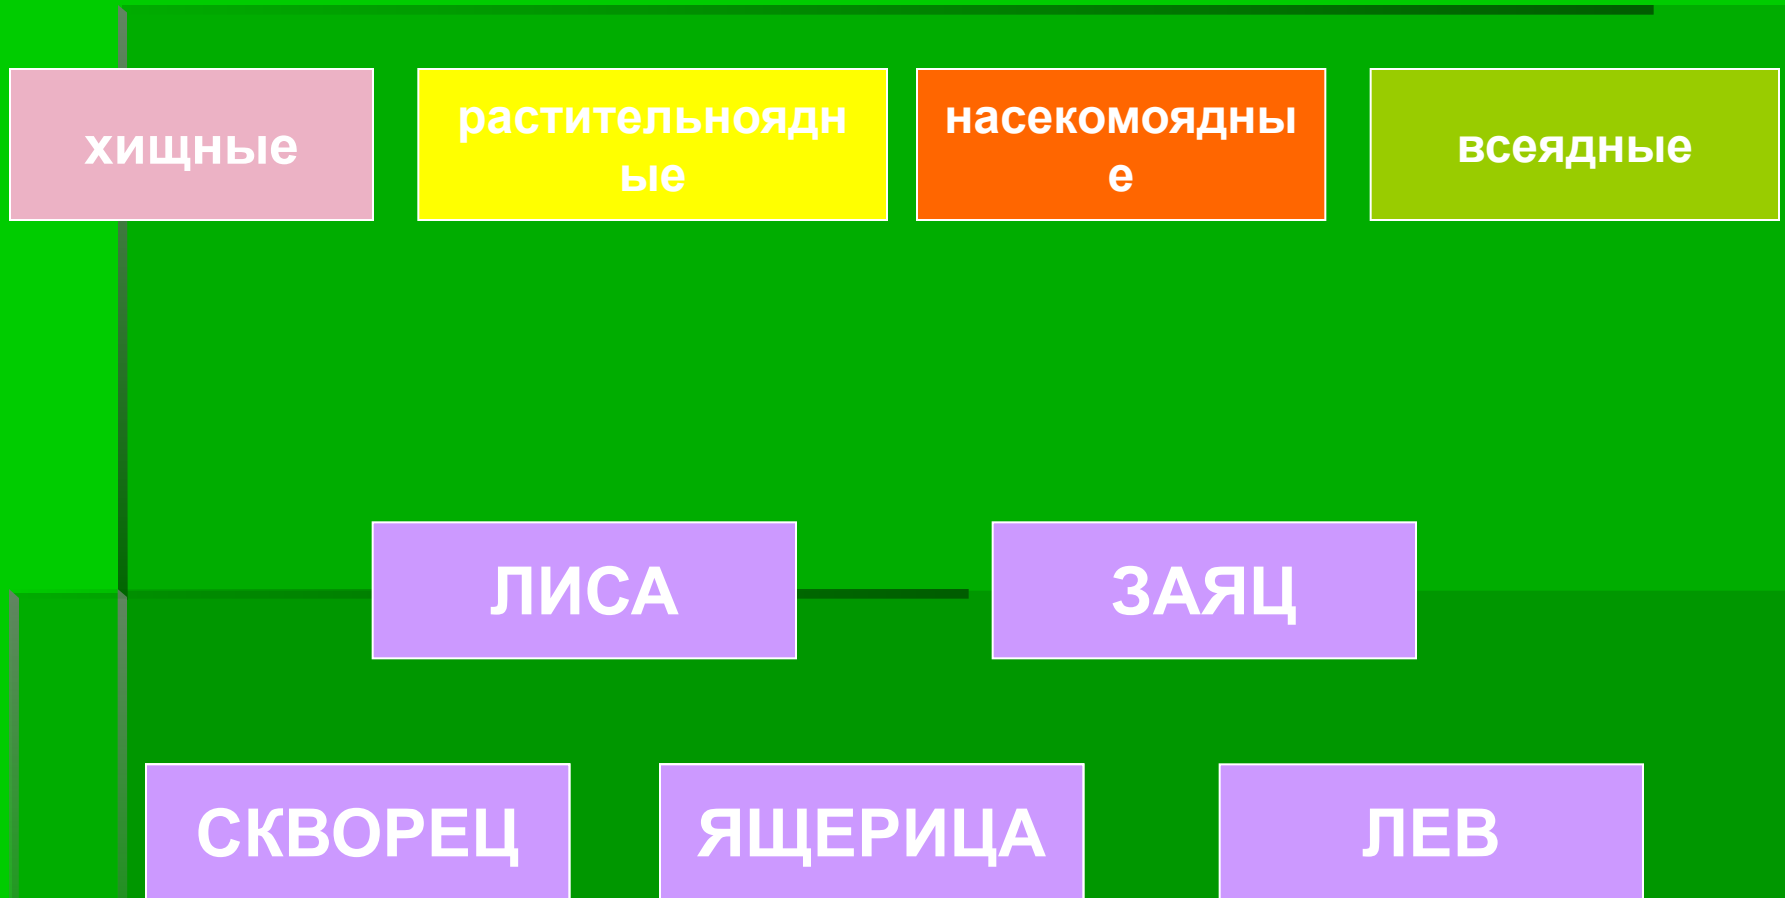 хищные
растительноядн
ые
насекомоядны
е
всеядные
ЛИСА
ЗАЯЦ
СКВОРЕЦ
ЯЩЕРИЦА
ЛЕВ